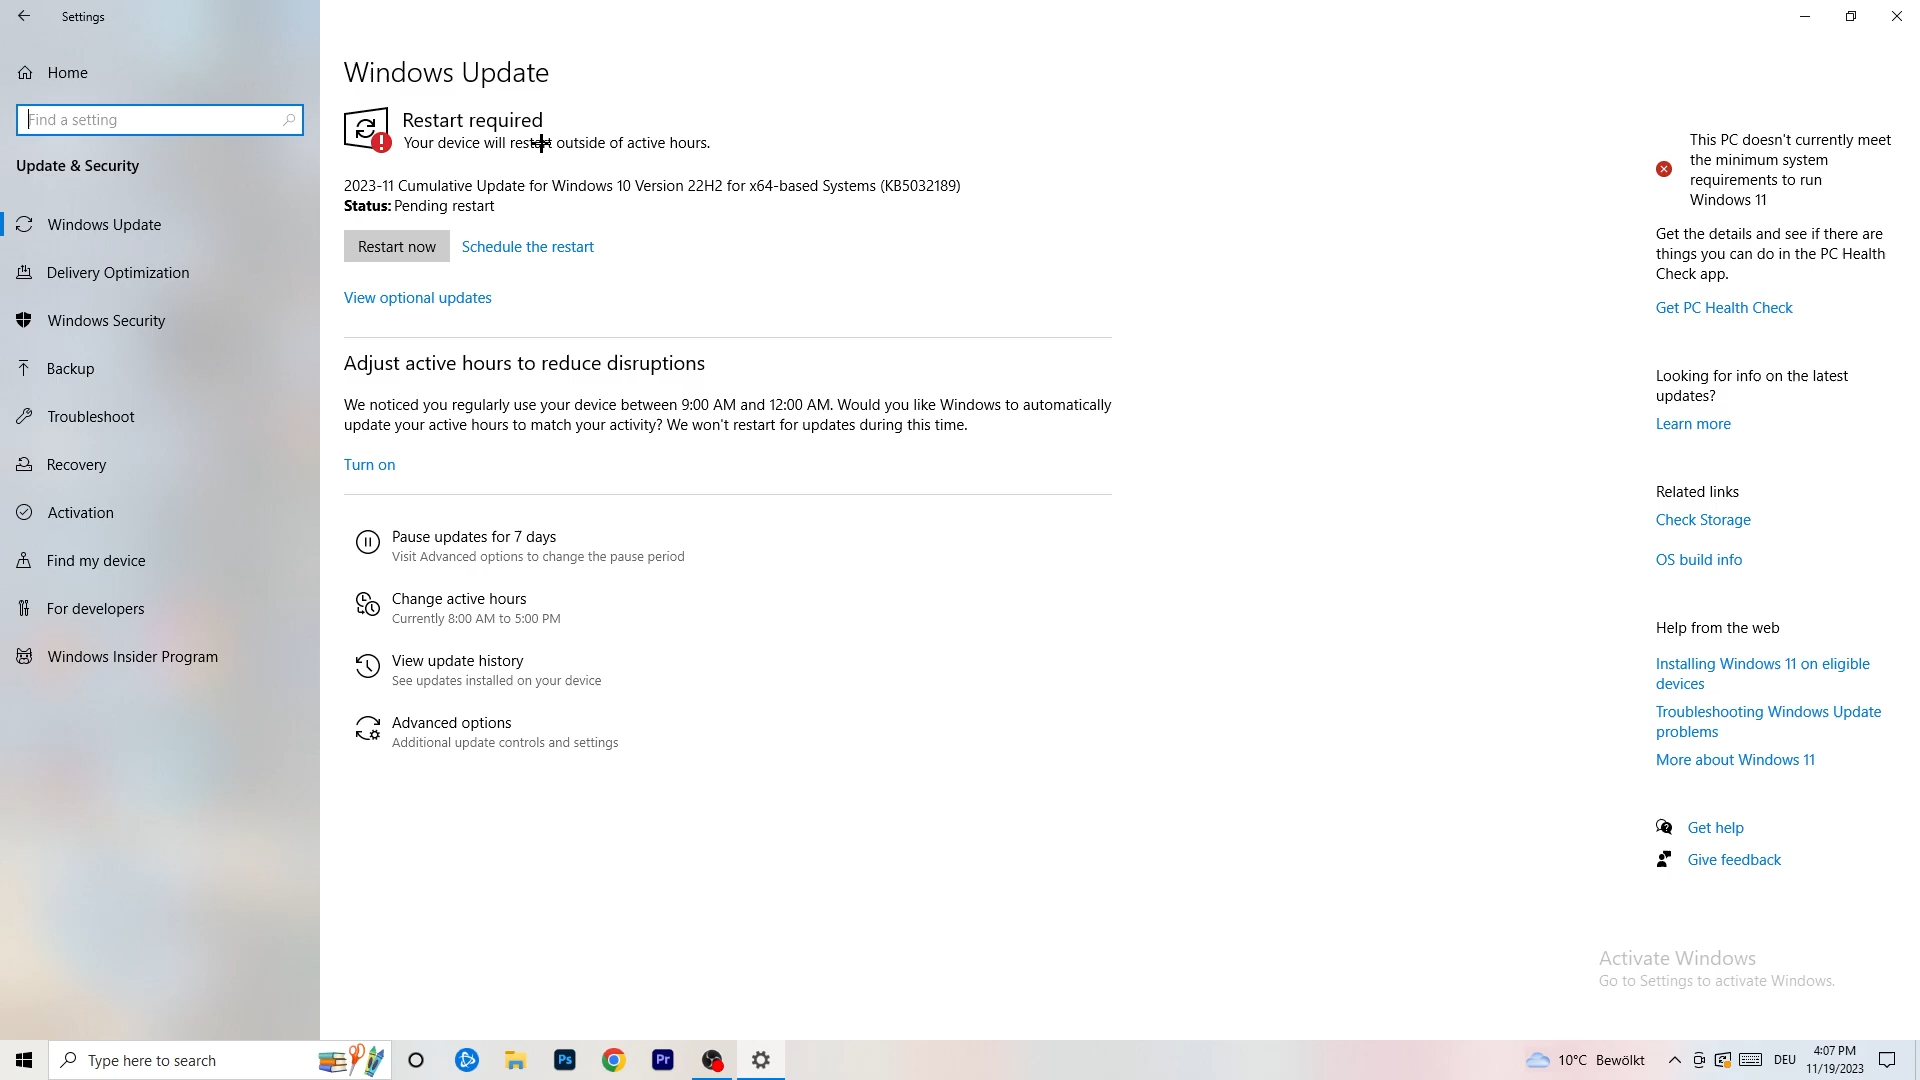 Settings
Home
Find a setting
Update & Security
Windows Update
Delivery Optimization
Windows Security
Backup
Troubleshoot
Recovery
Activation
Find my device
For developers
Windows Insider Program
Windows Update
Restart required
Your device will restart outside of active hours.
2023-11 Cumulative Update for Windows 10 Version 22H2 for x64-based Systems (KB5032189)
Status: Pending restart
Restart now
Schedule the restart
View optional updates
Adjust active hours to reduce disruptions
We noticed you regularly use your device between 9:00 AM and 12:00 AM. Would you like Windows to automatically
update your active hours to match your activity? We won't restart for updates during this time.
Turn on
Pause updates for 7 days
Visit Advanced options to change the pause period
Change active hours
Currently 8:00 AM to 5:00 PM
View update history
See updates installed on your device
Advanced options
Additional update controls and settings
This PC doesn't currently meet
the minimum system
requirements to run
Windows 11
Get the details and see if there are
things you can do in the PC Health
Check app.
Get PC Health Check
Looking for info on the latest
updates?
Learn more
Related links
Check Storage
OS build info
Help from the web
Installing Windows 11 on eligible
devices
Troubleshooting Windows Update
problems
More about Windows 11
Get help
Give feedback
Activate Windows
Go to Settings to activate Windows.
Type here to search
Ps
Pr
10°C Bewölkt
DEU
4:07 PM
11/19/2023